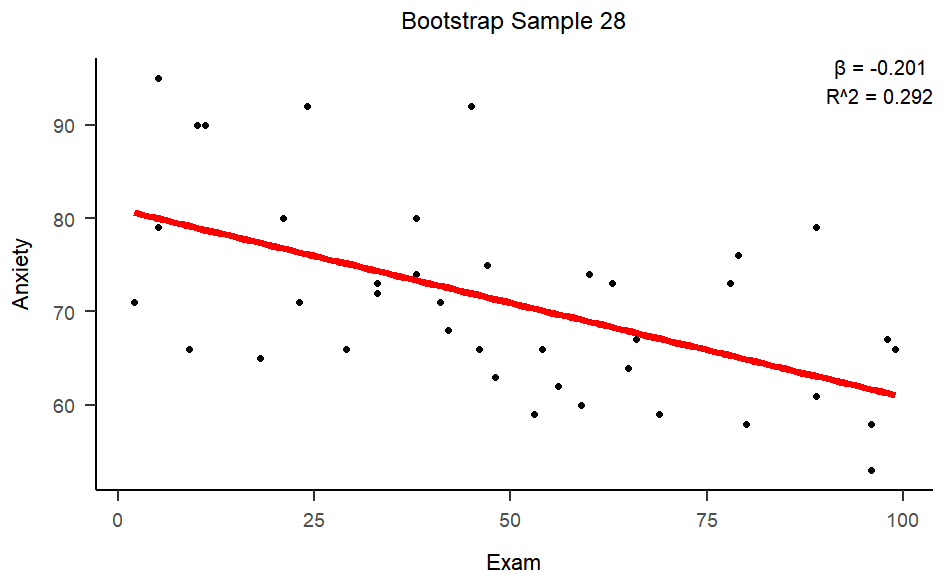 Bootstrap Sample 28
β = -0.201
R^2 = 0.292
90
80
70
60
Anxiety
0 25 50 75 100
Exam